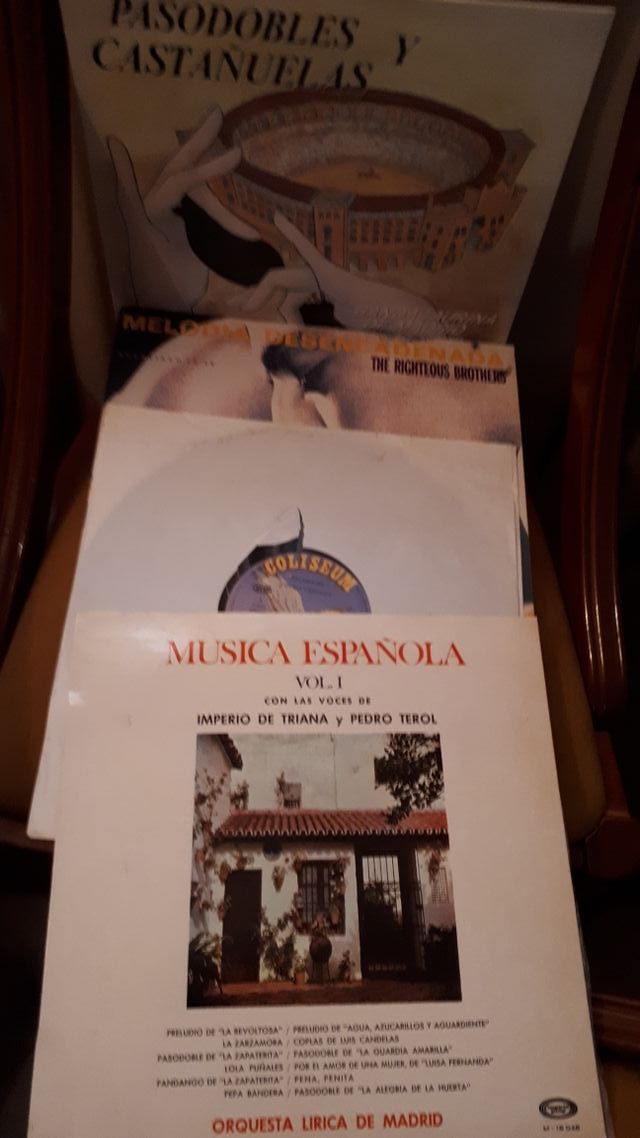 PASODOBLES Y
CASTAÑUELAS
MELODIA DESENCADENADA
THE RIGHTEOUS BROTHERS
COLISEUM
MUSICA ESPAÑOLA
VOL. I
CON LAS VOCES DE
IMPERIO DE TRIANA y PEDRO TEROL
PRELUDIO DE "LA REVOLTOSA" / PRELUDIO DE "AGUA, AZUCARILLOS Y AGUARDIENTE"
LA ZARZAMORA / COPLAS DE LUIS CANDELAS
PASODOBLE DE "LA ZAPATERITA" / PASODOBLE DE "LA GUARDIA AMARILLA"
LOLA PUÑALES / POR EL AMOR DE UNA MUJER, DE "LUISA FERNANDA"
FANDANGO DE "LA ZAPATERITA" / PENA, PENITA
PEPA BANDERA / PASODOBLE DE "LA ALEGRIA DE LA HUERTA"
ORQUESTA LIRICA DE MADRID